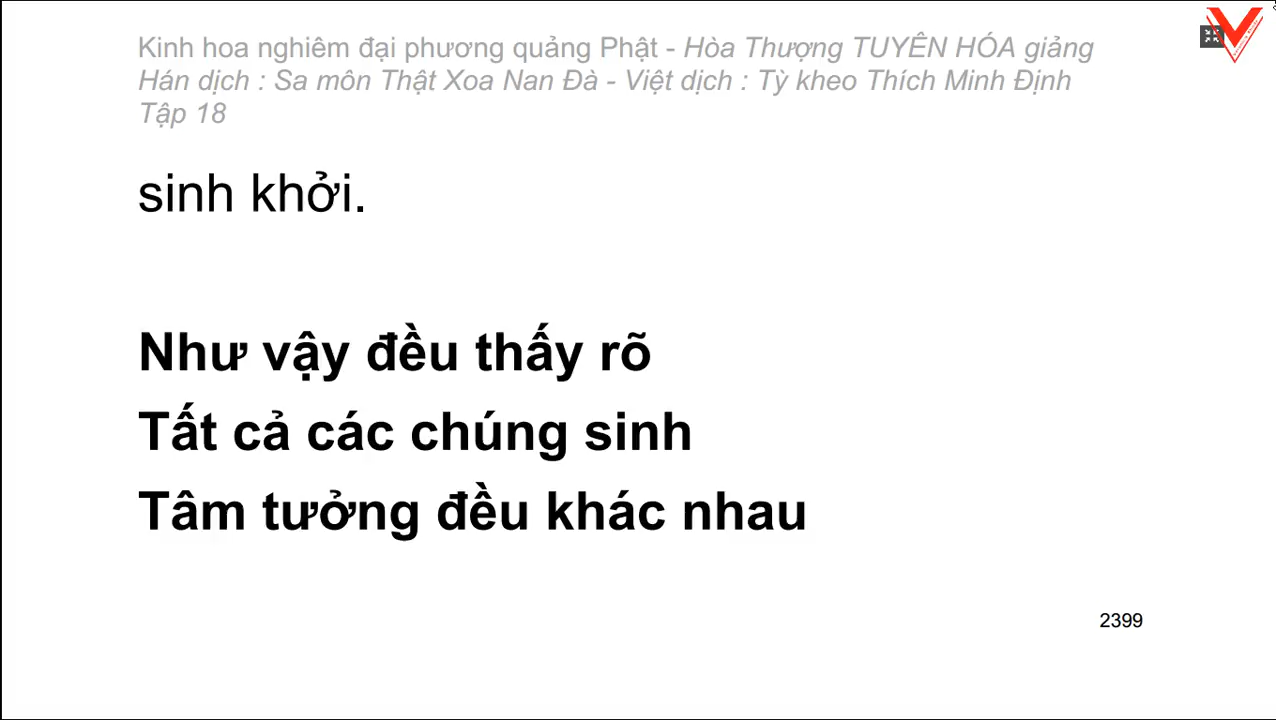 Kinh hoa nghiêm đại phương quảng Phật - Hòa Thượng TUYÊN HÓA giảng
Hán dịch : Sa môn Thật Xoa Nan Đà - Việt dịch : Tỳ kheo Thích Minh Định
Tập 18
sinh khởi.
Như vậy đều thấy rõ
Tất cả các chúng sinh
Tâm tưởng đều khác nhau
2399